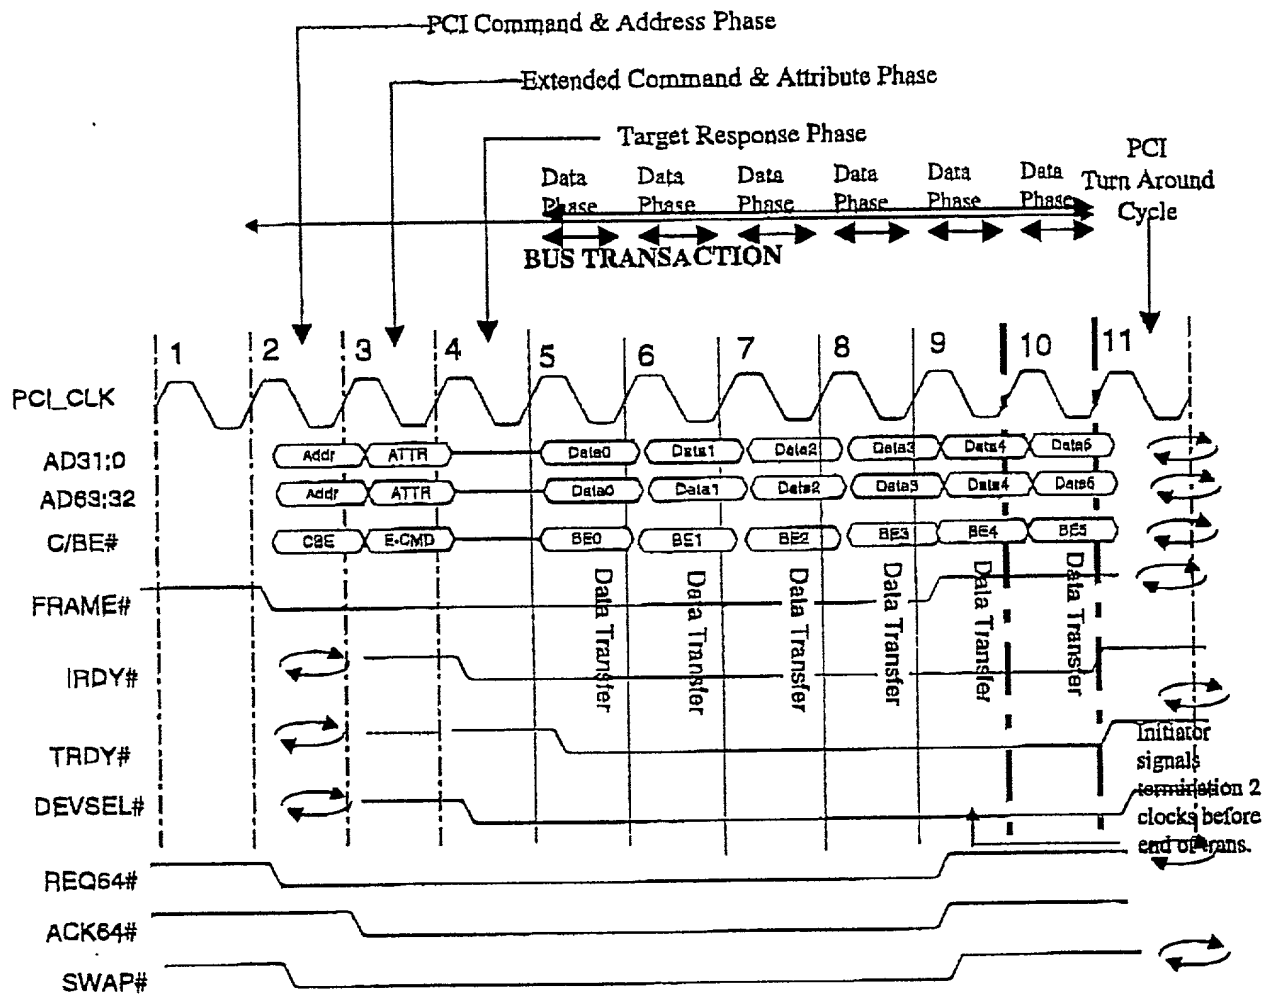 PCI Command & Address Phase
Extended Command & Attribute Phase
Target Response Phase
PCI
Turn Around
Cycle
Data Phase
Data Phase
Data Phase
Data Phase
Data Phase
Data Phase
BUS TRANSACTION
1 2 3 4 5 6 7 8 9 10 11
PCI_CLK
AD31:0 Addr ATTR Data0 Data1 Data2 Data3 Data4 Data5
AD63:32 Addr ATTR Data0 Data1 Data2 Data3 Data4 Data5
C/BE# CBE E-CMD BE0 BE1 BE2 BE3 BE4 BE5
Data Transfer
Data Transfer
Data Transfer
Data Transfer
Data Transfer
Data Transfer
FRAME#
IRDY#
TRDY#
Initiator
signals
termination 2
clocks before
end of trans.
DEVSEL#
REQ64#
ACK64#
SWAP#